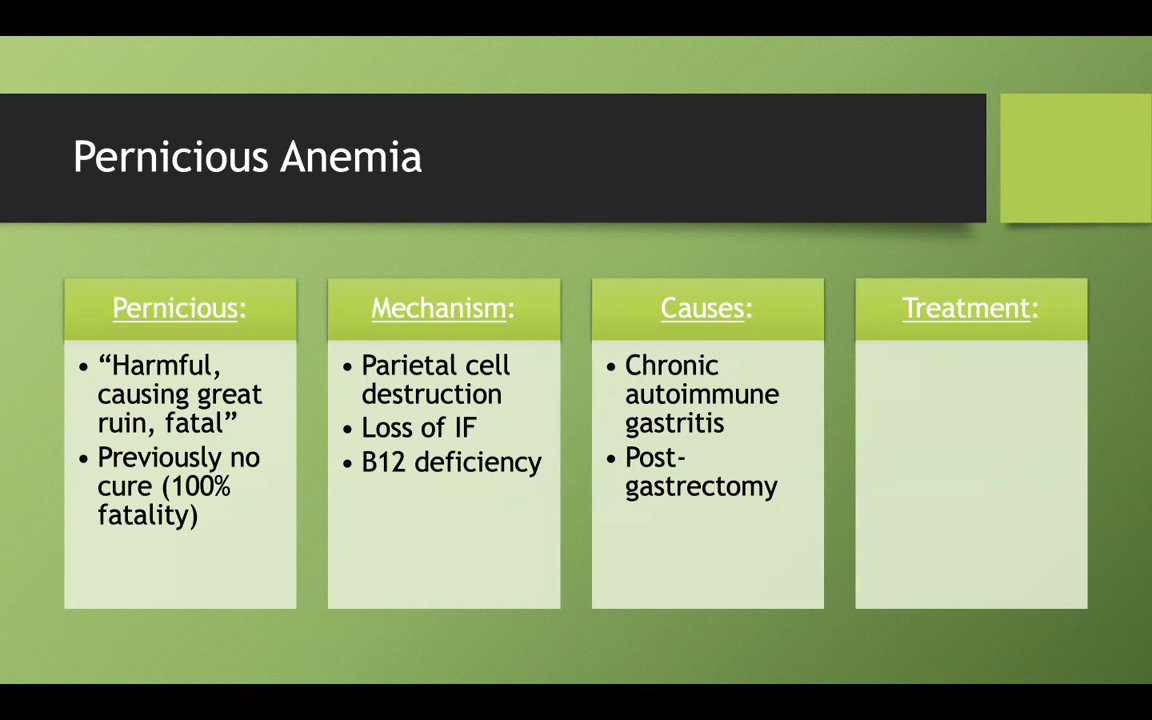 Pernicious Anemia
Pernicious:
• “Harmful,
causing great
ruin, fatal”
• Previously no
cure (100%
fatality)
Mechanism:
• Parietal cell
destruction
• Loss of IF
• B12 deficiency
Causes:
• Chronic
autoimmune
gastritis
• Post-
gastrectomy
Treatment: